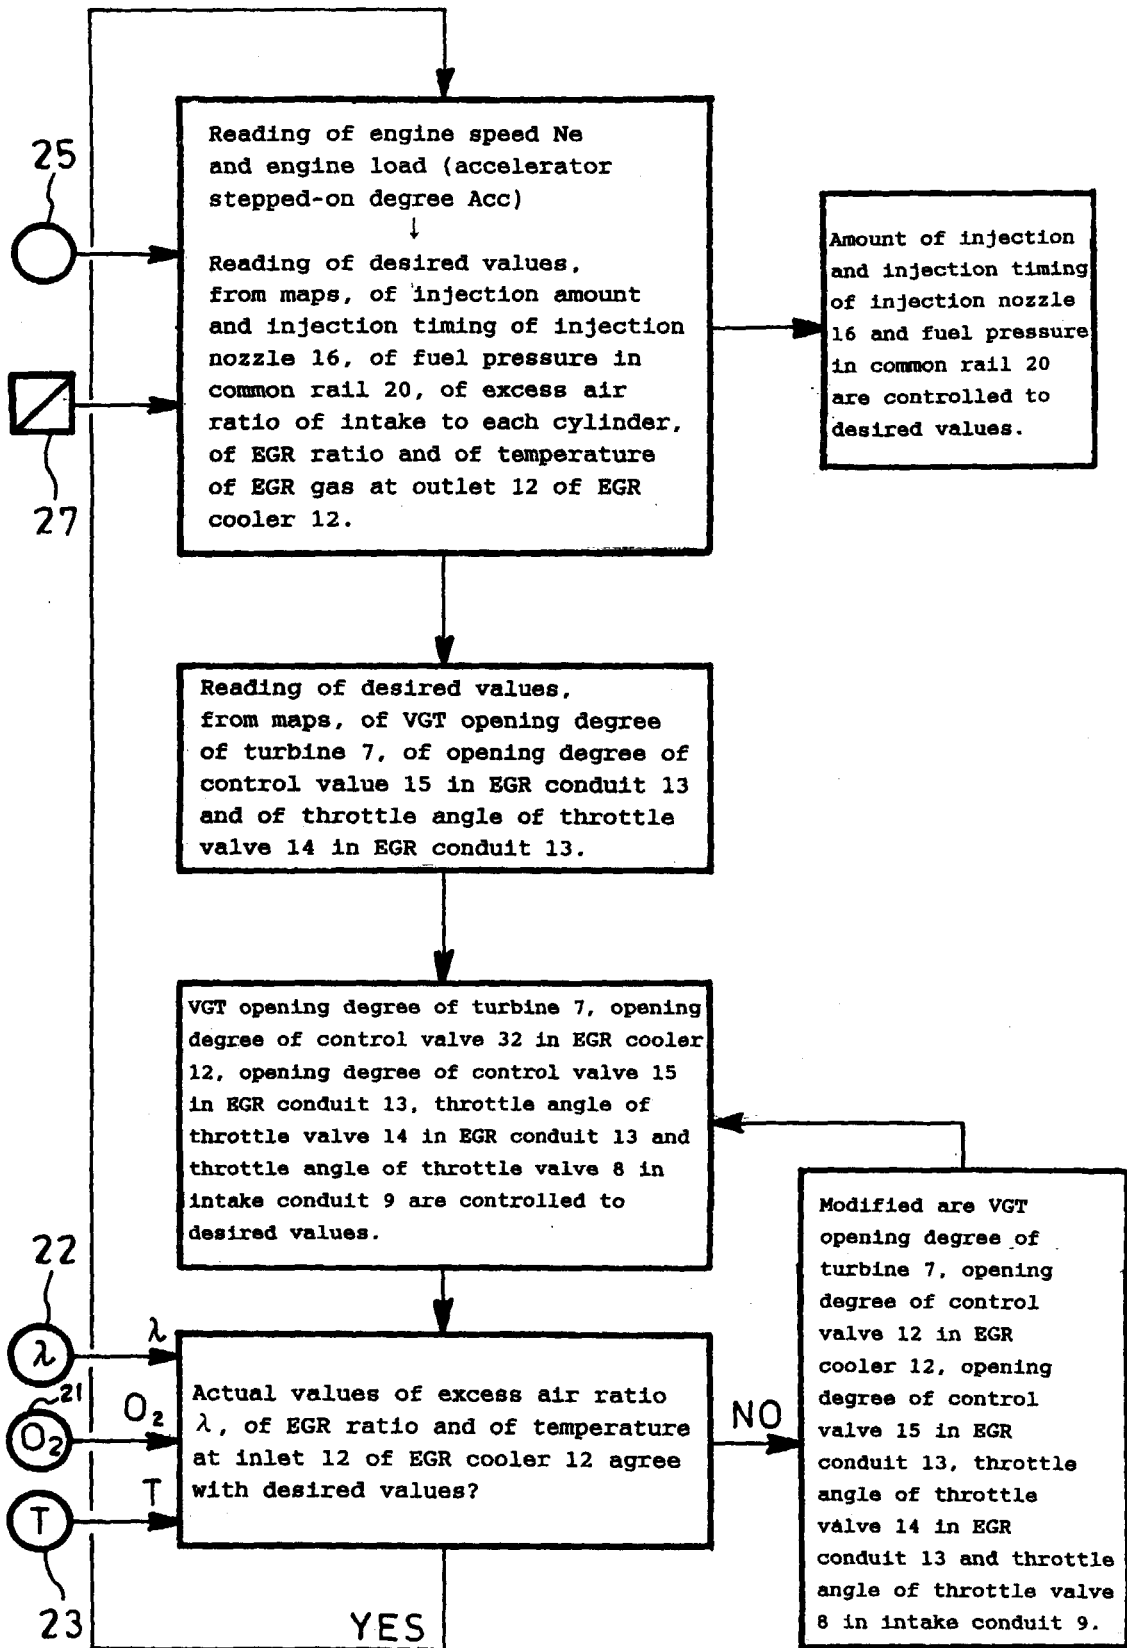 25
27
Reading of engine speed Ne
and engine load (accelerator
stepped-on degree Acc)
↓
Reading of desired values,
from maps, of injection amount
and injection timing of injection
nozzle 16, of fuel pressure in
common rail 20, of excess air
ratio of intake to each cylinder,
of EGR ratio and of temperature
of EGR gas at outlet 12 of EGR
cooler 12.
Amount of injection
and injection timing
of injection nozzle
16 and fuel pressure
in common rail 20
are controlled to
desired values.
Reading of desired values,
from maps, of VGT opening degree
of turbine 7, of opening degree of
control value 15 in EGR conduit 13
and of throttle angle of throttle
valve 14 in EGR conduit 13.
VGT opening degree of turbine 7, opening
degree of control valve 32 in EGR cooler
12, opening degree of control valve 15
in EGR conduit 13, throttle angle of
throttle valve 14 in EGR conduit 13 and
throttle angle of throttle valve 8 in
intake conduit 9 are controlled to
desired values.
22
λ
λ
21
O₂
O₂
T
T
23
Actual values of excess air ratio
λ, of EGR ratio and of temperature
at inlet 12 of EGR cooler 12 agree
with desired values?
NO
YES
Modified are VGT
opening degree of
turbine 7, opening
degree of control
valve 12 in EGR
cooler 12, opening
degree of control
valve 15 in EGR
conduit 13, throttle
angle of throttle
valve 14 in EGR
conduit 13 and throttle
angle of throttle valve
8 in intake conduit 9.